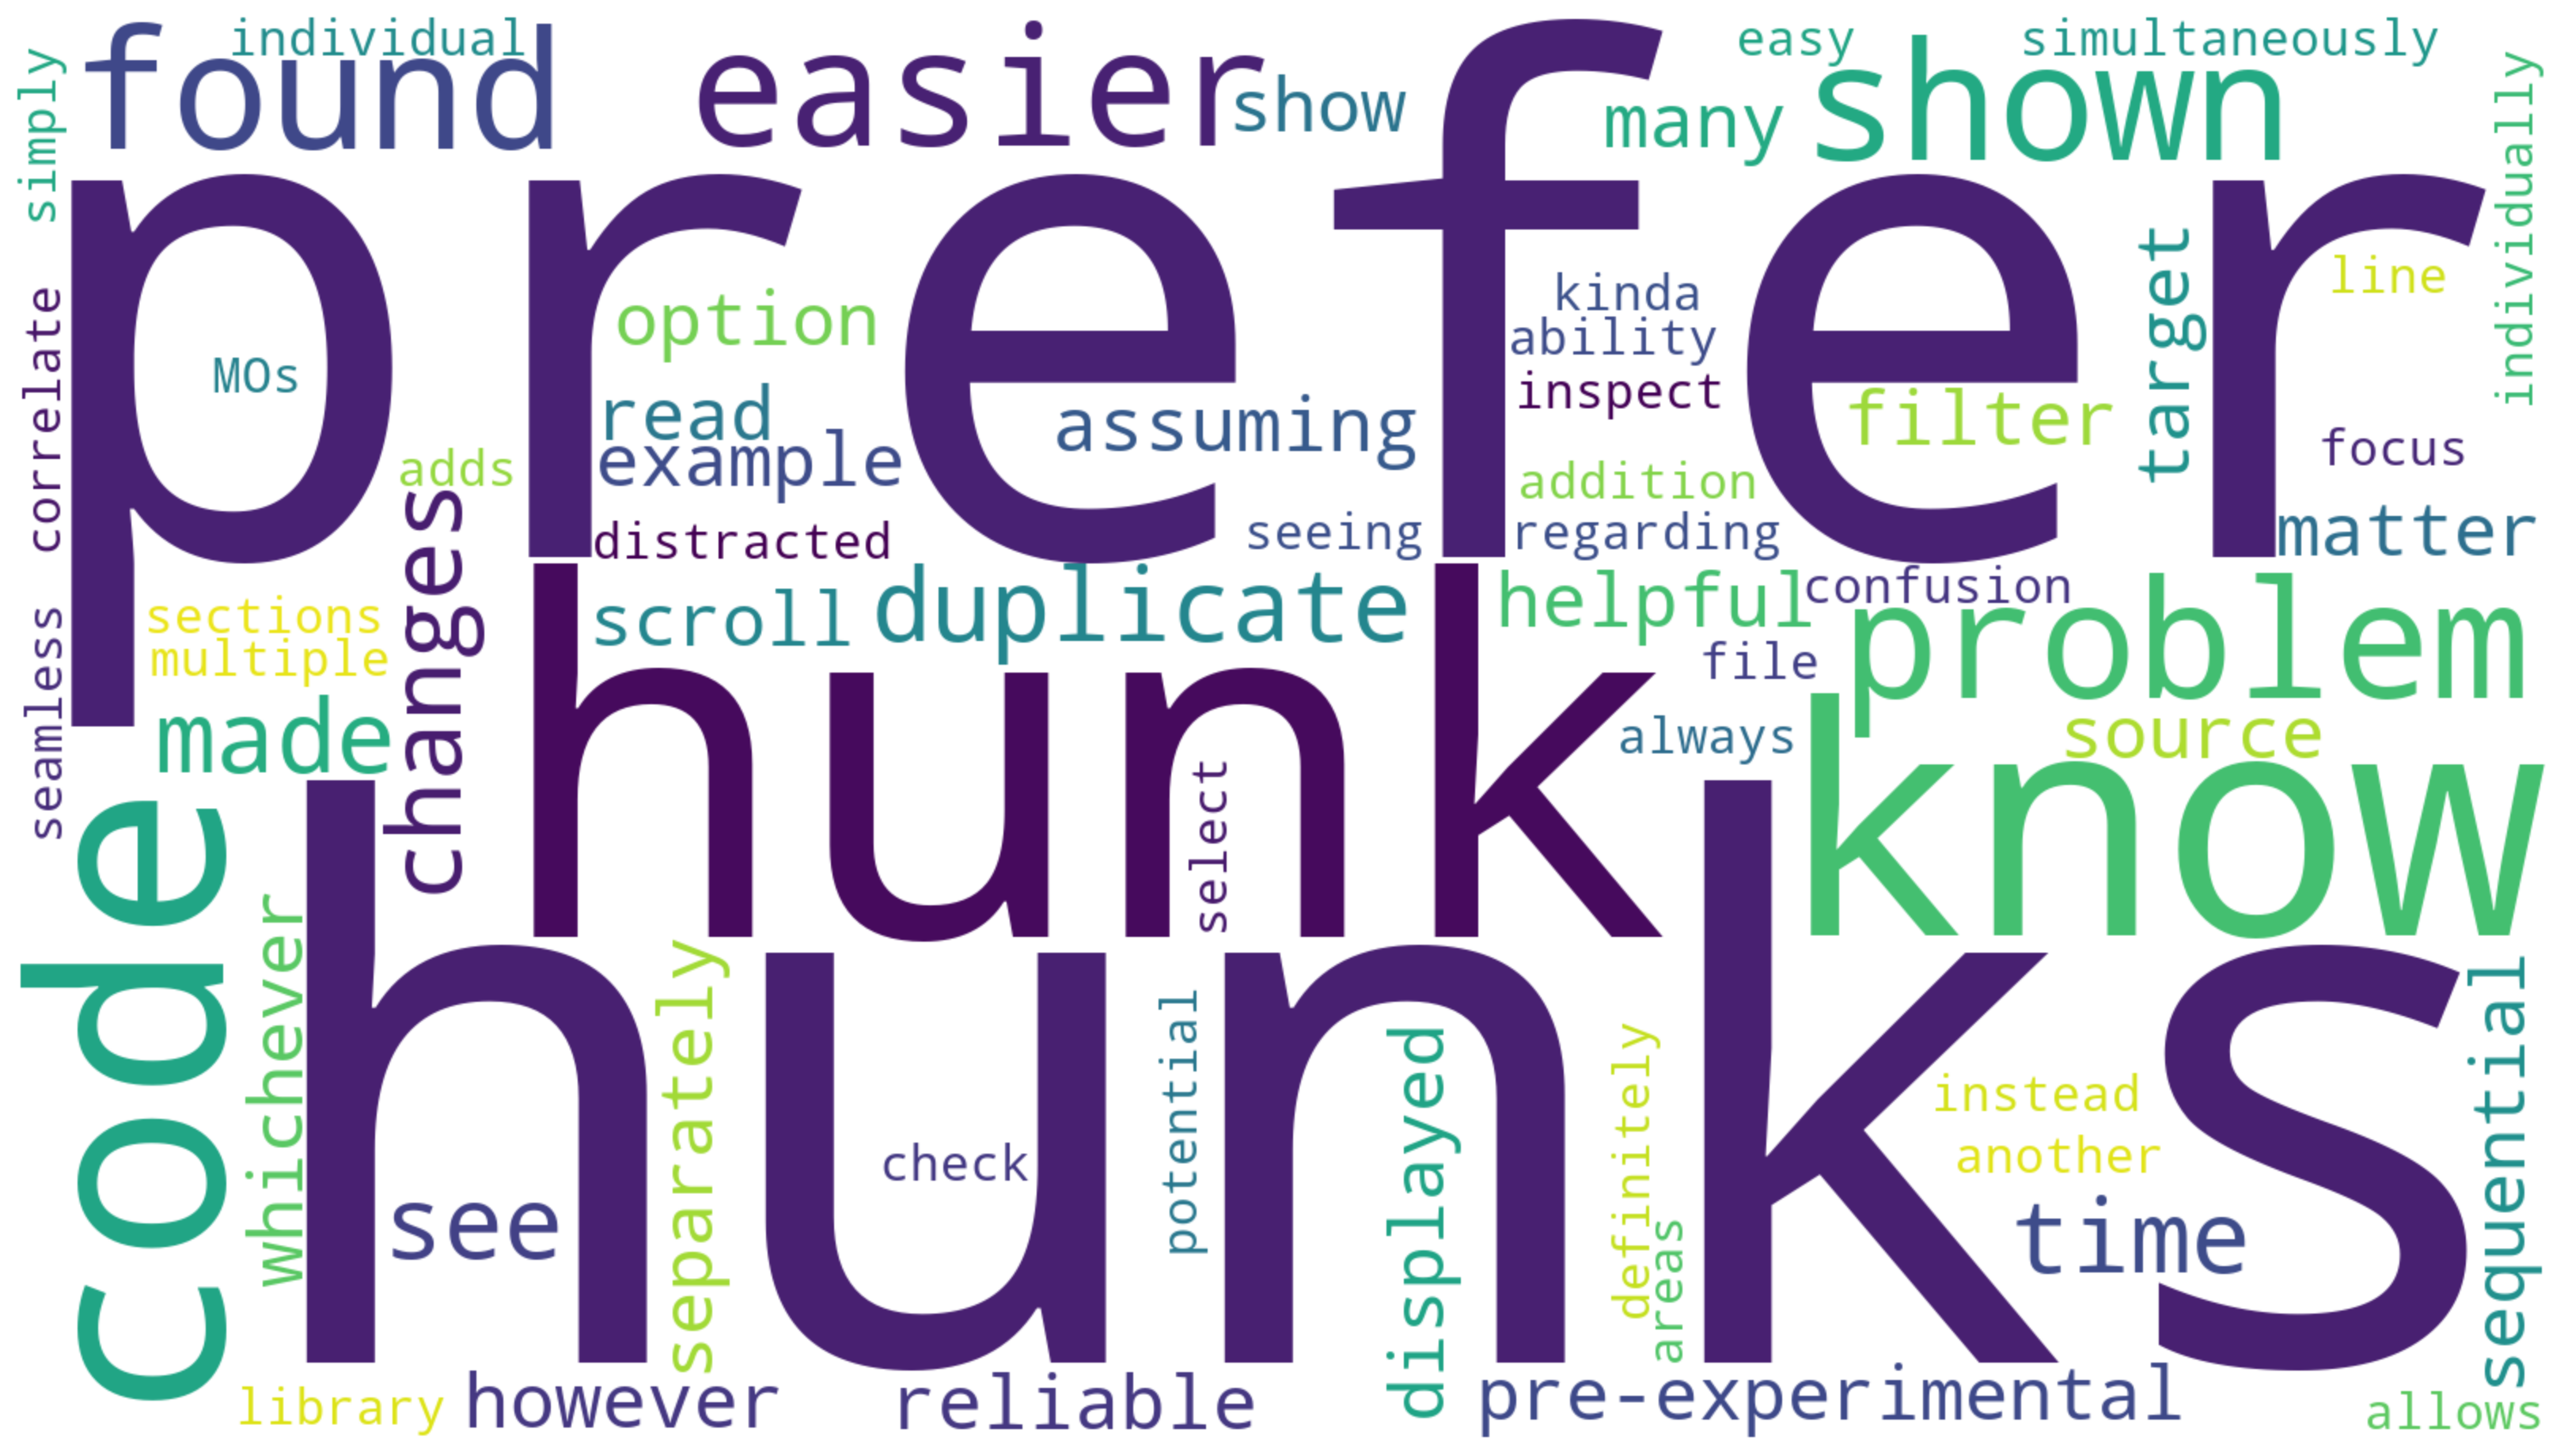 individual
easy
simultaneously
simply
found
easier
show
many
shown
individually
prefer
target
line
kinda
option
ability
MOs
correlate
read
inspect
assuming
filter
focus
example
adds
addition
distracted
seeing
regarding
matter
changes
hunk
scroll
duplicate
helpful
confusion
problem
sections
multiple
file
seamless
made
always
source
select
know
code
hunks
whichever
separately
potential
displayed
definitely
areas
instead
another
check
see
time
sequential
library
however
reliable
pre-experimental
allows